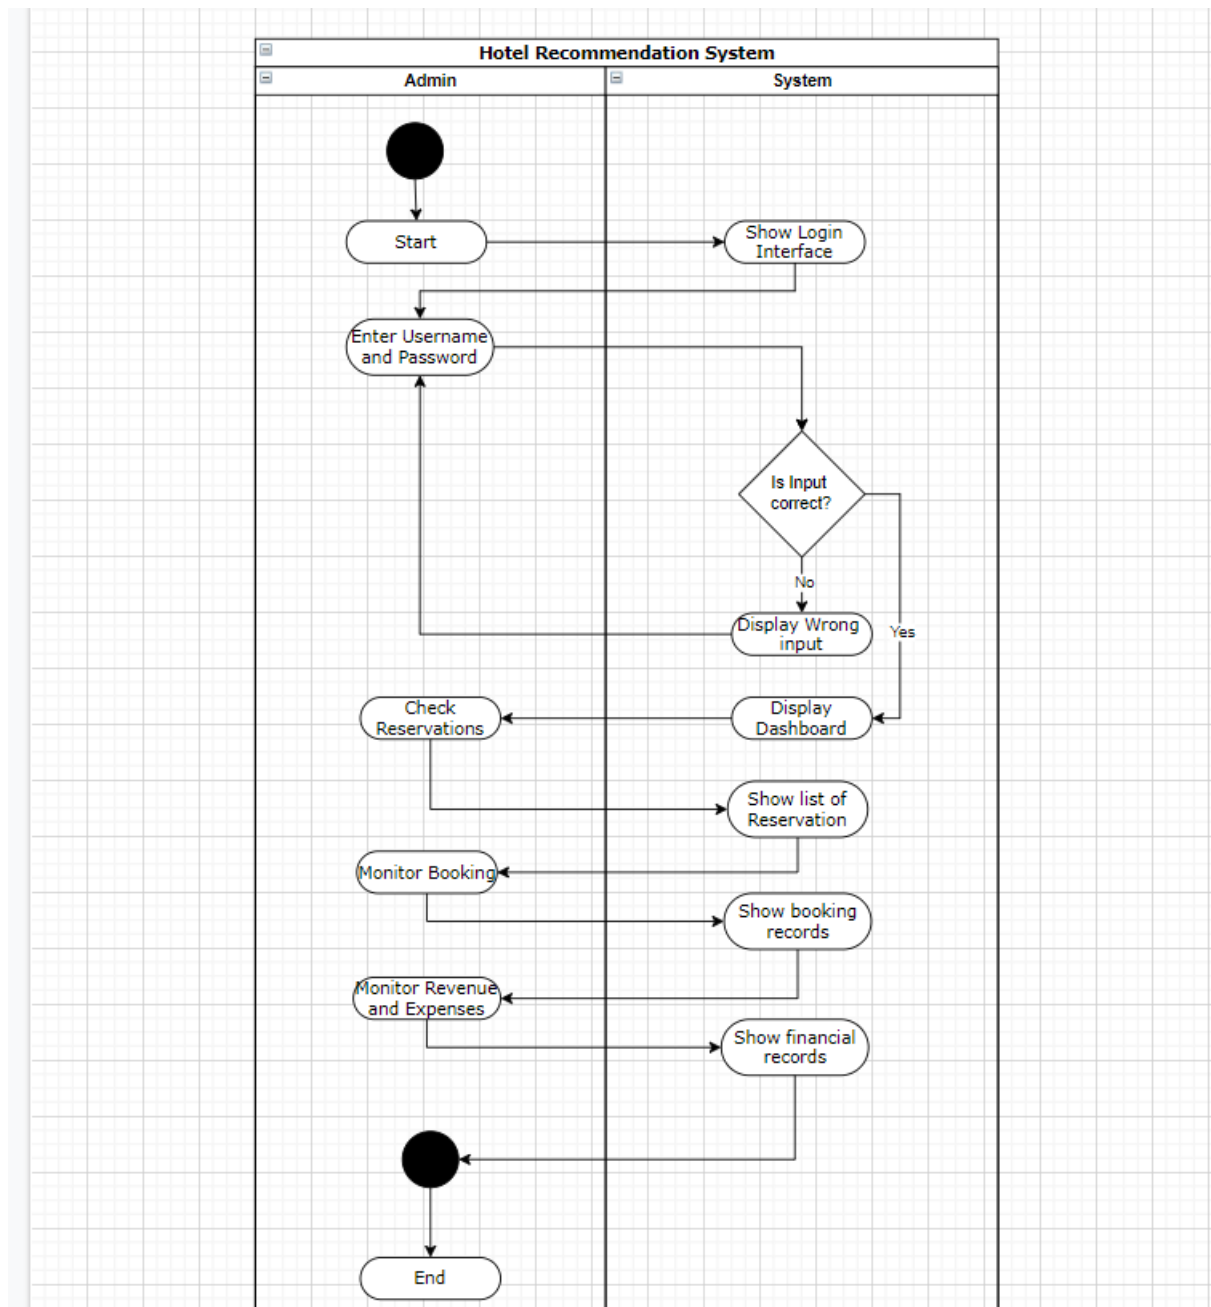 Hotel Recommendation System
Admin
System
Start
Show Login
Interface
Enter Username
and Password
Is Input
correct?
No
Display Wrong
input
Yes
Check
Reservations
Display
Dashboard
Show list of
Reservation
Monitor Booking
Show booking
records
Monitor Revenue
and Expenses
Show financial
records
End